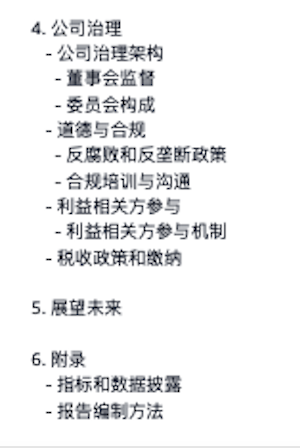 4. 公司治理
- 公司治理架构
- 董事会监督
- 委员会构成
- 道德与合规
- 反腐败和反垄断政策
- 合规培训与沟通
- 利益相关方参与
- 利益相关方参与机制
- 税收政策和缴纳
5. 展望未来
6. 附录
- 指标和数据披露
- 报告编制方法